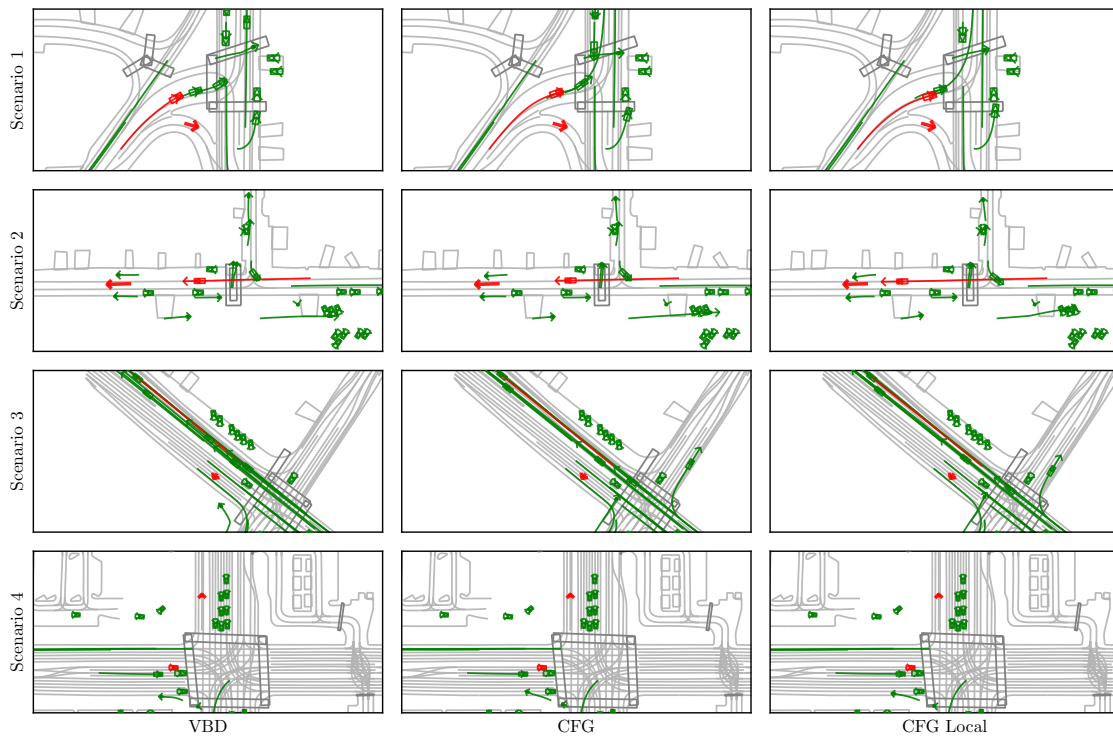 Scenario 1
Scenario 2
Scenario 3
Scenario 4
VBD
CFG
CFG Local